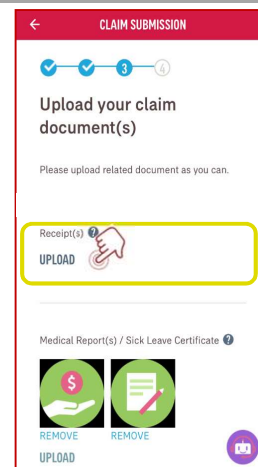 CLAIM SUBMISSION
3 4
Upload your claim
document(s)
Please upload related document as you can.
Receipt(s) ?
UPLOAD
Medical Report(s) / Sick Leave Certificate ?
$
REMOVE REMOVE
UPLOAD